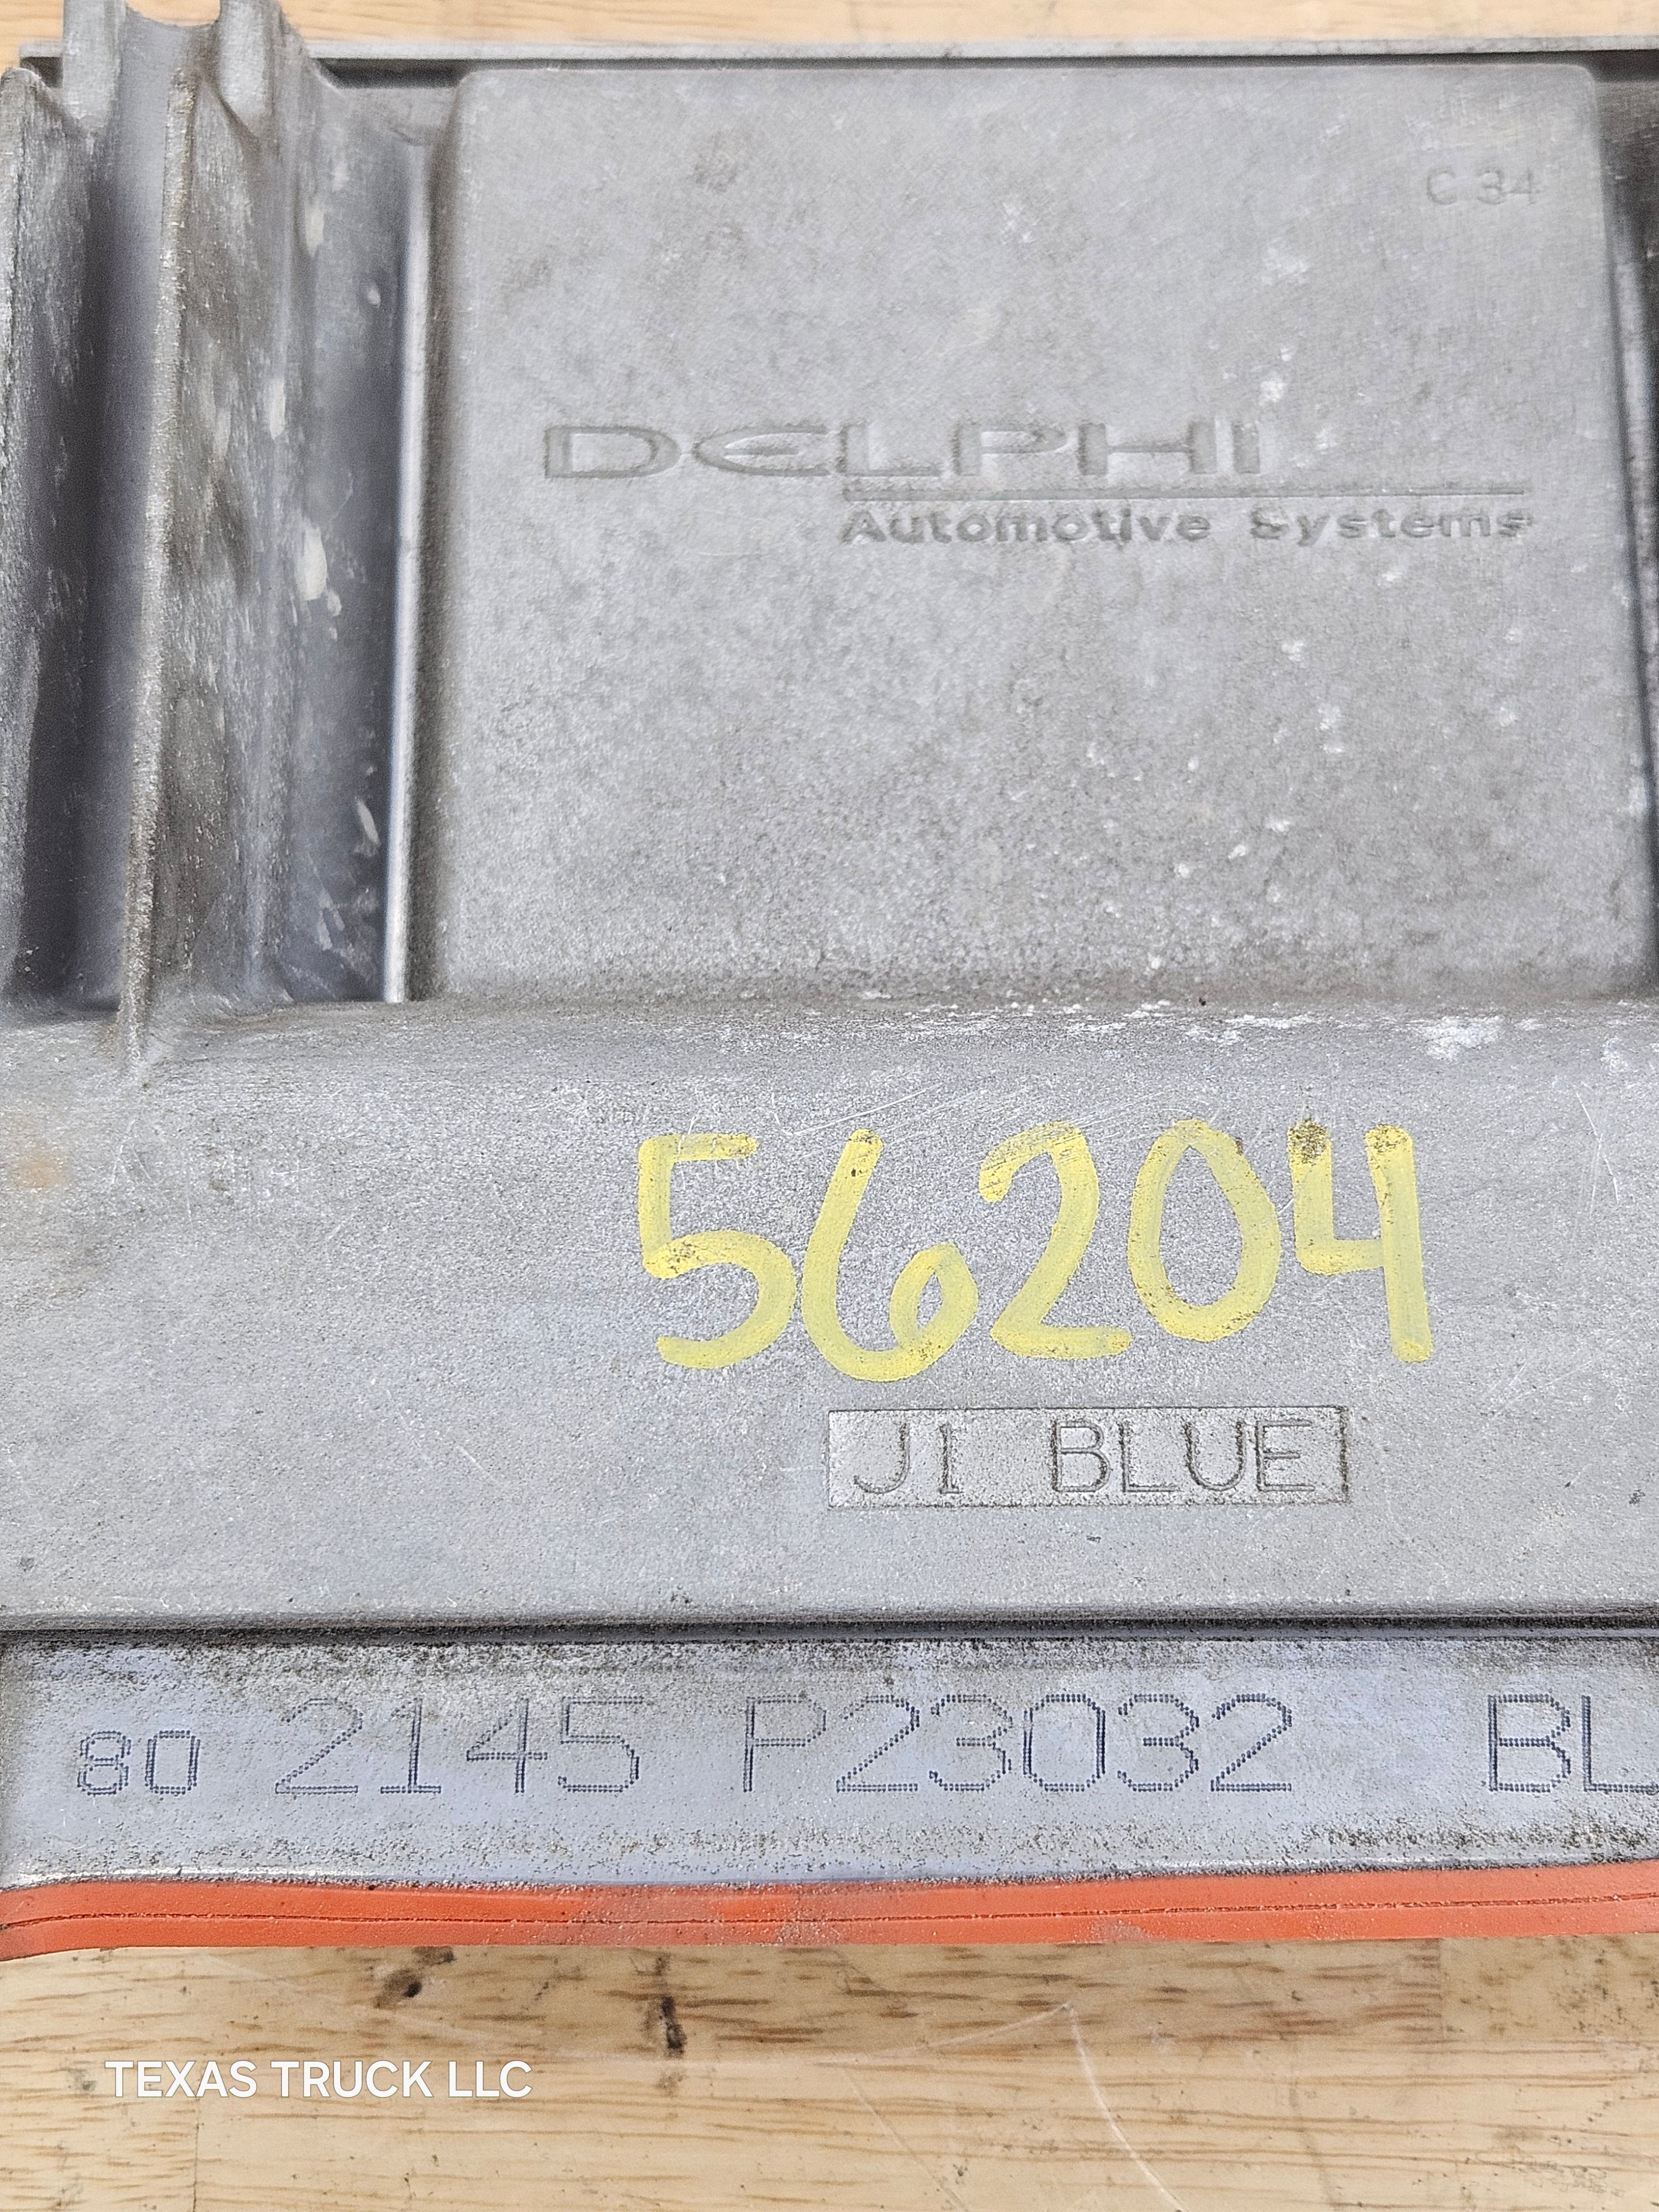 C 34
DELPHI
Automotive Systems
56204
J1 BLUE
80 2145 P23032 BL
TEXAS TRUCK LLC